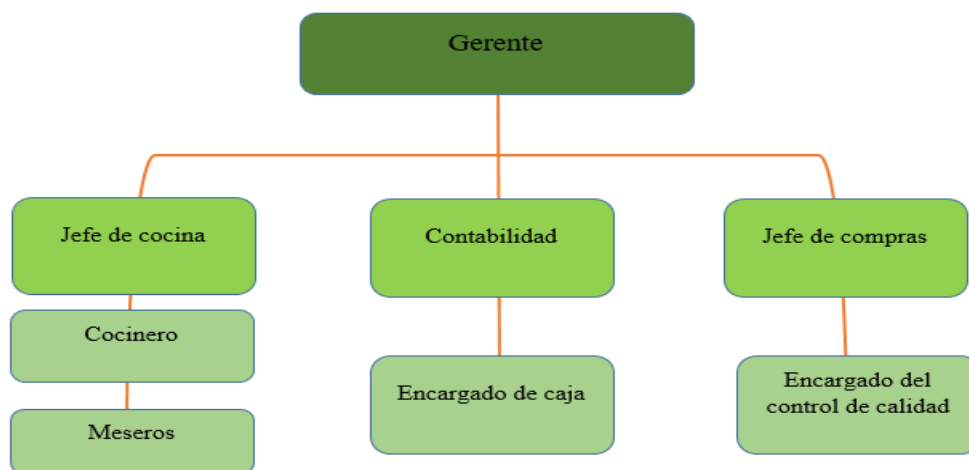 Gerente
Jefe de cocina
Contabilidad
Jefe de compras
Cocinero
Encargado de caja
Encargado del
control de calidad
Meseros